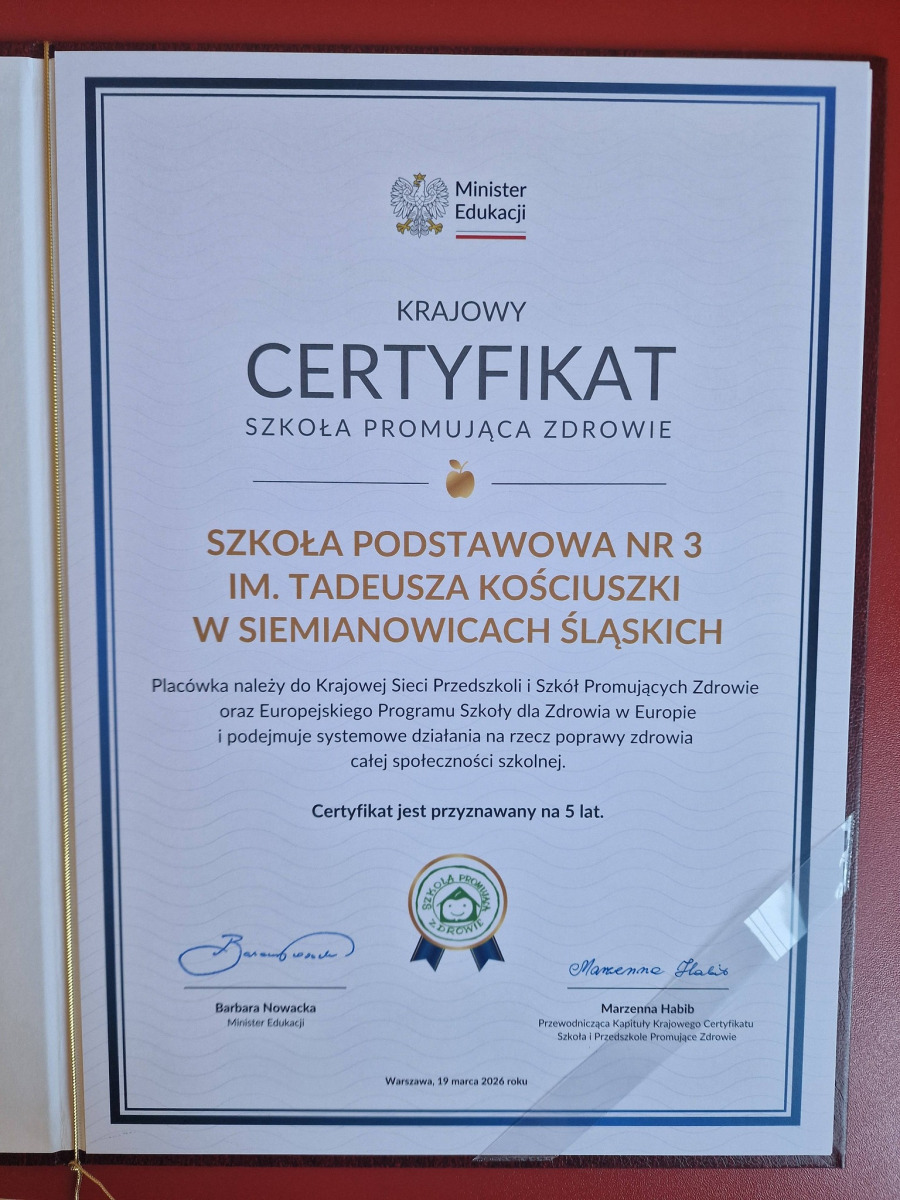 Minister
Edukacji
KRAJOWY
CERTYFIKAT
SZKOŁA PROMUJĄCA ZDROWIE
SZKOŁA PODSTAWOWA NR 3
IM. TADEUSZA KOŚCIUSZKI
W SIEMIANOWICACH ŚLĄSKICH
Placówka należy do Krajowej Sieci Przedszkoli i Szkół Promujących Zdrowie
oraz Europejskiego Programu Szkoły dla Zdrowia w Europie
i podejmuje systemowe działania na rzecz poprawy zdrowia
całej społeczności szkolnej.
Certyfikat jest przyznawany na 5 lat.
SZKOŁA PROMUJĄCA
ZDROWIE
Barbara Nowacka
Minister Edukacji
Marzenna Habib
Marzenna Habib
Przewodnicząca Kapituły Krajowego Certyfikatu
Szkoła i Przedszkole Promujące Zdrowie
Warszawa, 19 marca 2026 roku